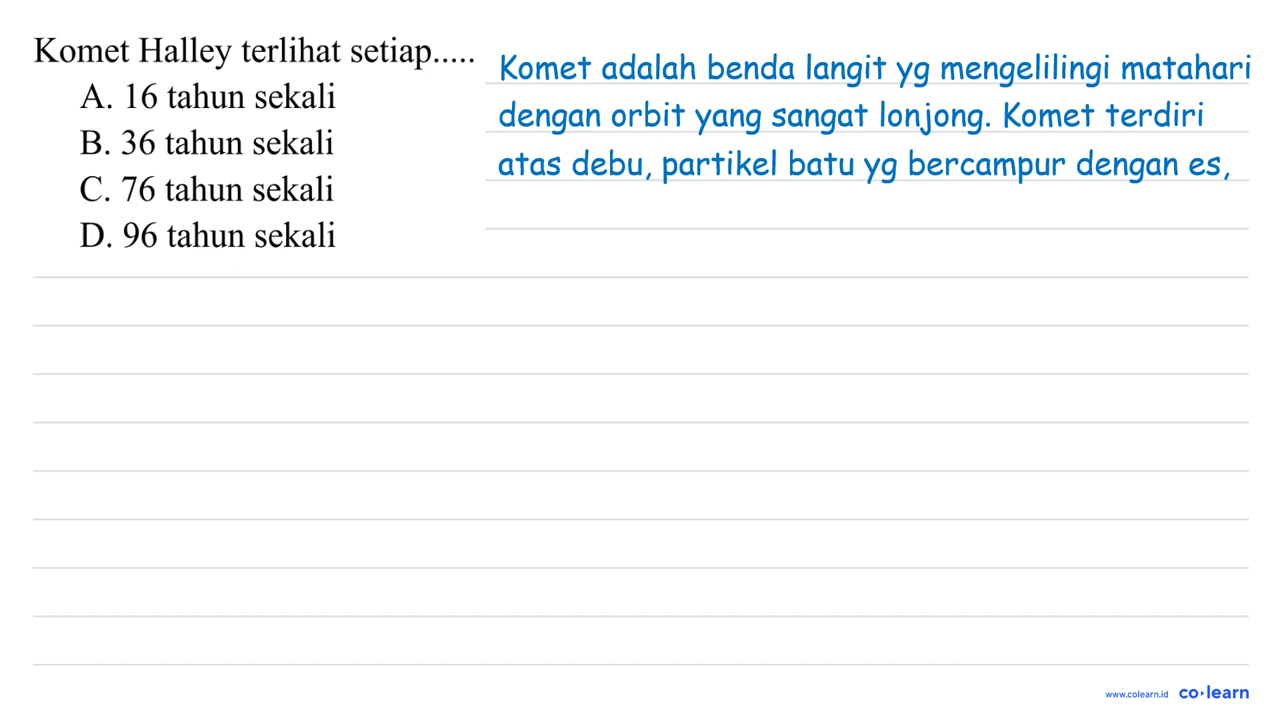 Komet Halley terlihat setiap.....
A. 16 tahun sekali
B. 36 tahun sekali
C. 76 tahun sekali
D. 96 tahun sekali
Komet adalah benda langit yg mengelilingi matahari
dengan orbit yang sangat lonjong. Komet terdiri
atas debu, partikel batu yg bercampur dengan es,
www.colearn.id co·learn